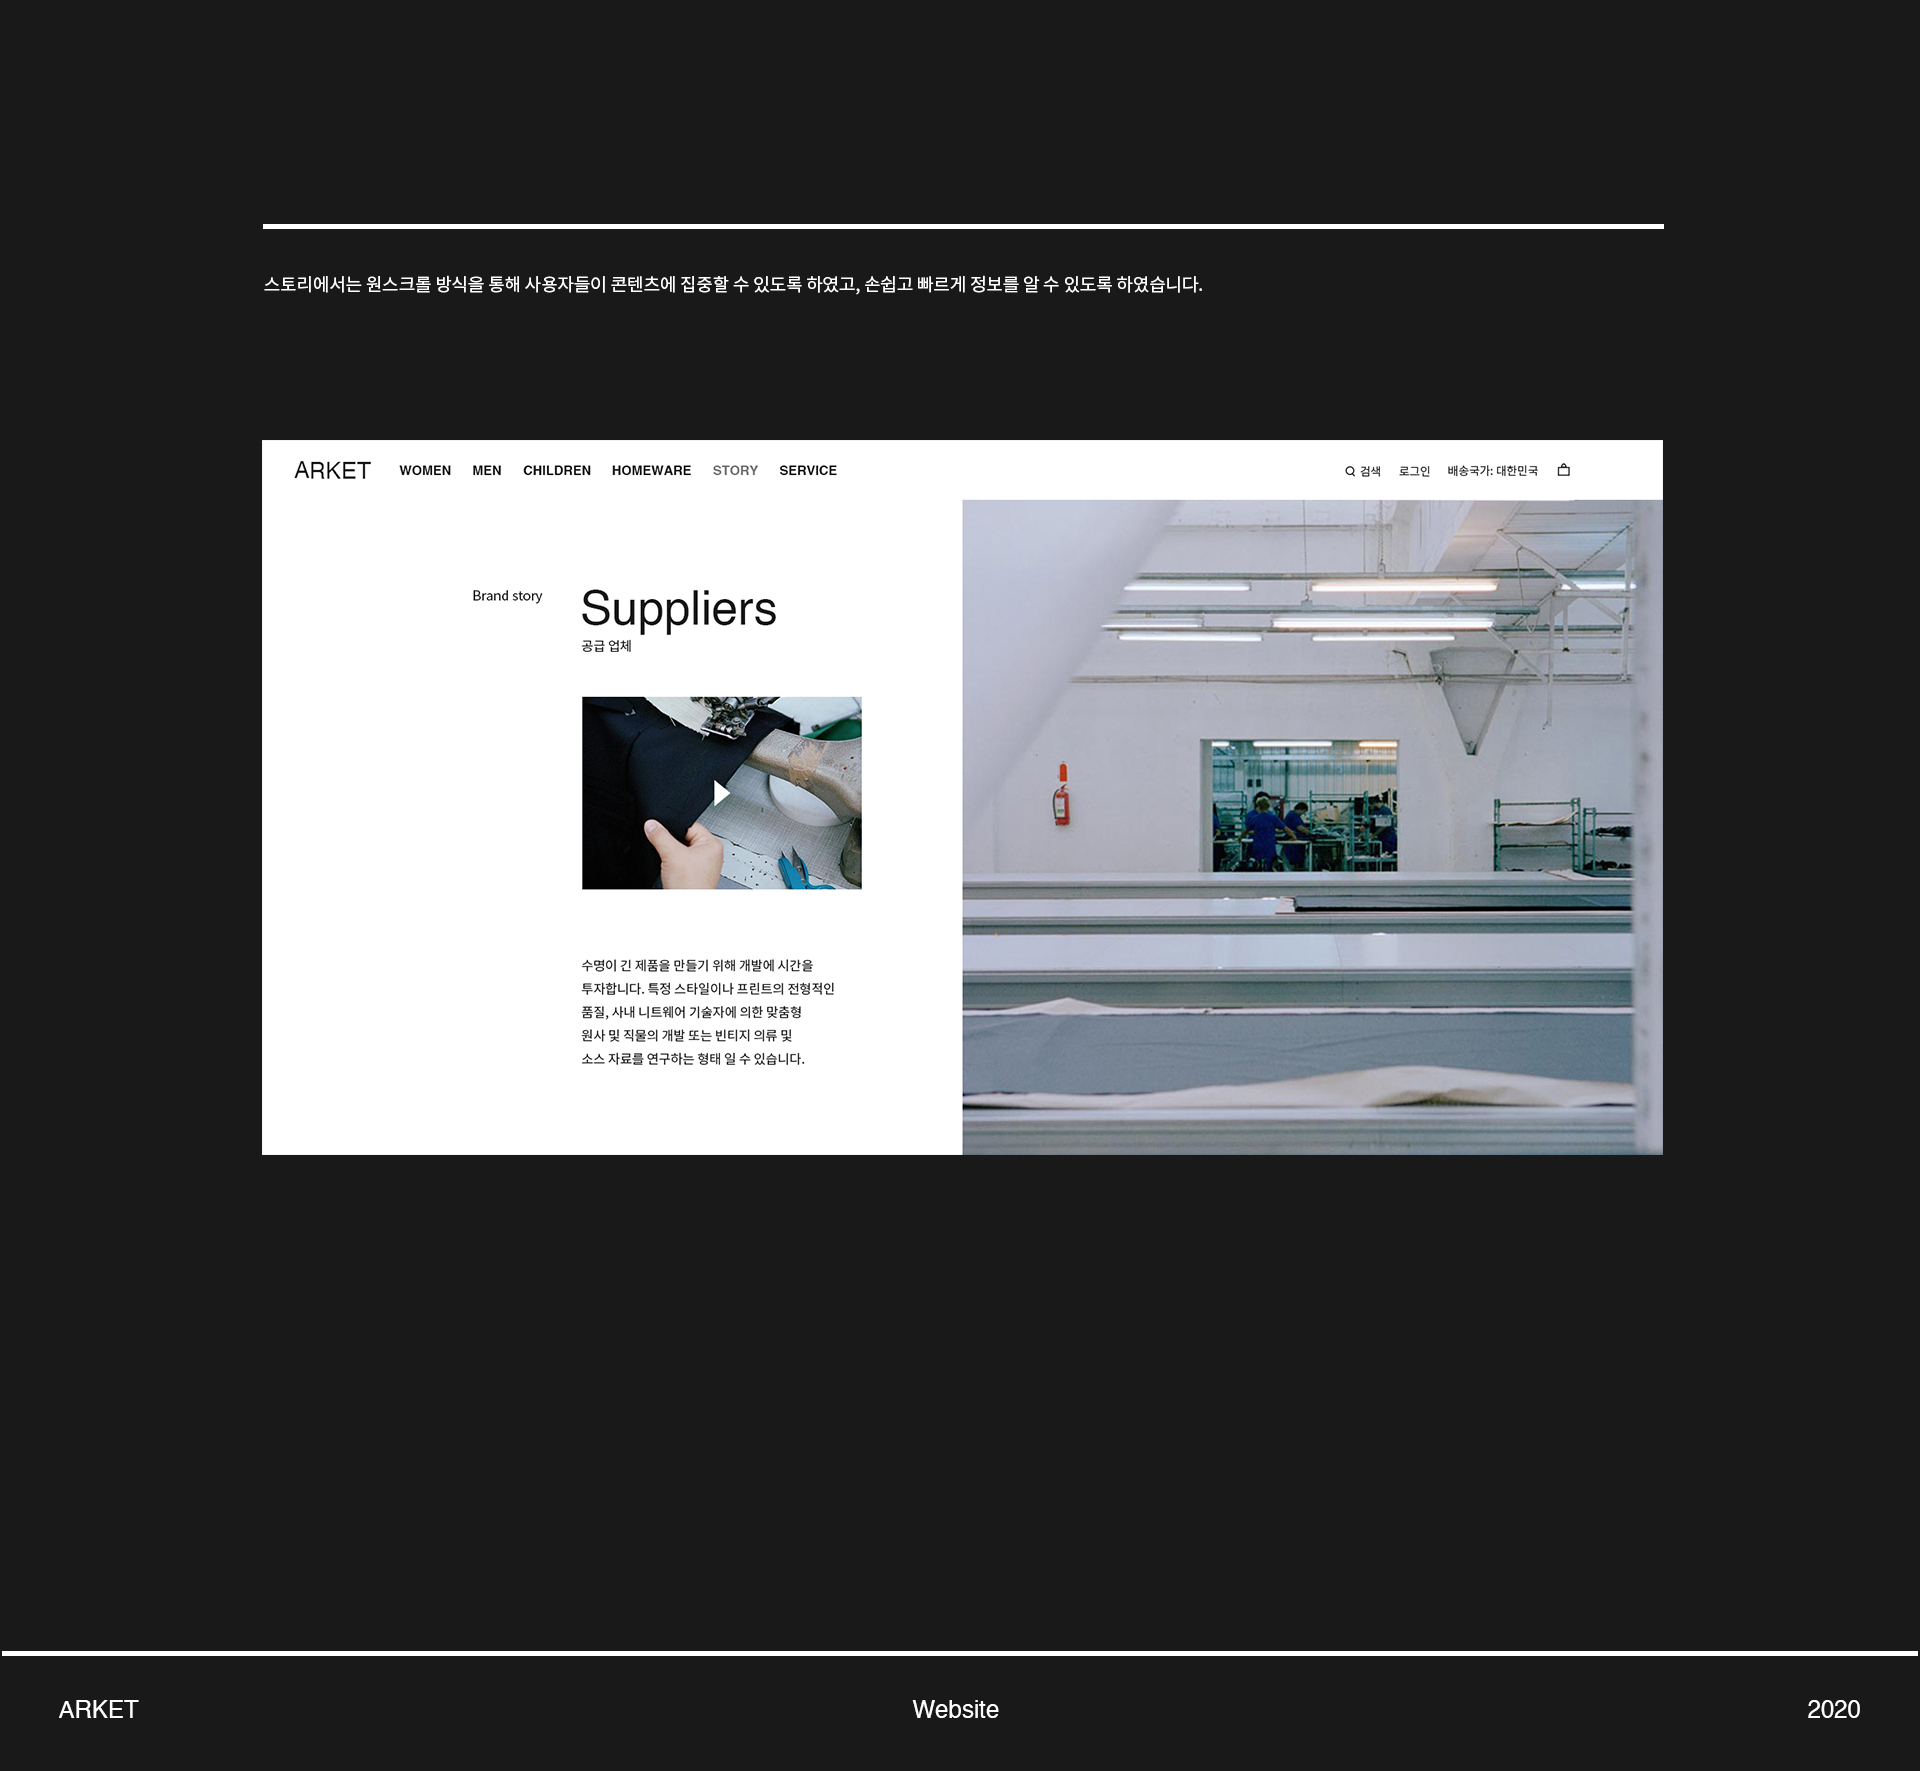 스토리에서는 원스크롤 방식을 통해 사용자들이 콘텐츠에 집중할 수 있도록 하였고, 손쉽고 빠르게 정보를 알 수 있도록 하였습니다.
ARKET WOMEN MEN CHILDREN HOMEWARE STORY SERVICE 검색 로그인 배송국가: 대한민국
Brand story
Suppliers
공급 업체
수명이 긴 제품을 만들기 위해 개발에 시간을
투자합니다. 특정 스타일이나 프린트의 전형적인
품질, 사내 니트웨어 기술자에 의한 맞춤형
원사 및 직물의 개발 또는 빈티지 의류 및
소스 자료를 연구하는 형태 일 수 있습니다.
ARKET Website 2020